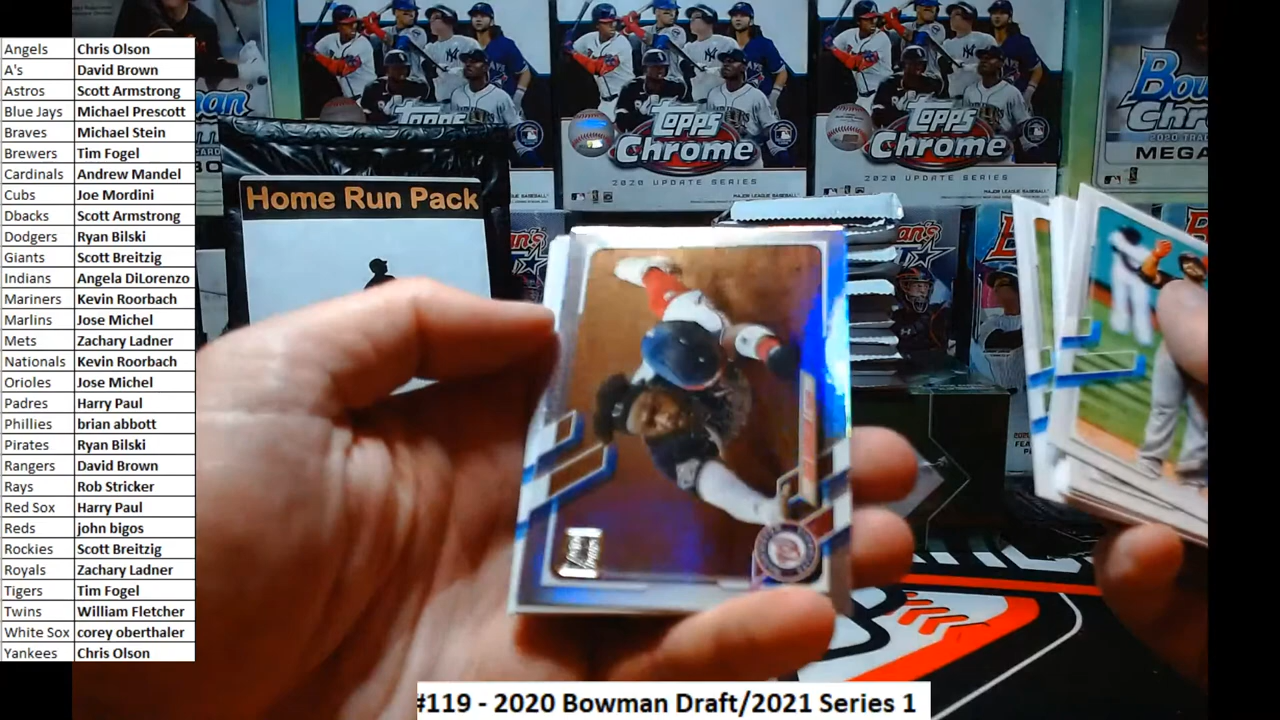 Angels Chris Olson
A's David Brown
Astros Scott Armstrong
Blue Jays Michael Prescott
Braves Michael Stein
Brewers Tim Fogel
Cardinals Andrew Mandel
Cubs Joe Mordini
Dbacks Scott Armstrong
Dodgers Ryan Bilski
Giants Scott Breitzig
Indians Angela DiLorenzo
Mariners Kevin Roorbach
Marlins Jose Michel
Mets Zachary Ladner
Nationals Kevin Roorbach
Orioles Jose Michel
Padres Harry Paul
Phillies brian abbott
Pirates Ryan Bilski
Rangers David Brown
Rays Rob Stricker
Red Sox Harry Paul
Reds john bigos
Rockies Scott Breitzig
Royals Zachary Ladner
Tigers Tim Fogel
Twins William Fletcher
White Sox corey oberthaler
Yankees Chris Olson
Home Run Pack
Topps
Topps
Chrome
2020 UPDATE SERIES
Topps
Chrome
2020 UPDATE SERIES
#119 - 2020 Bowman Draft/2021 Series 1